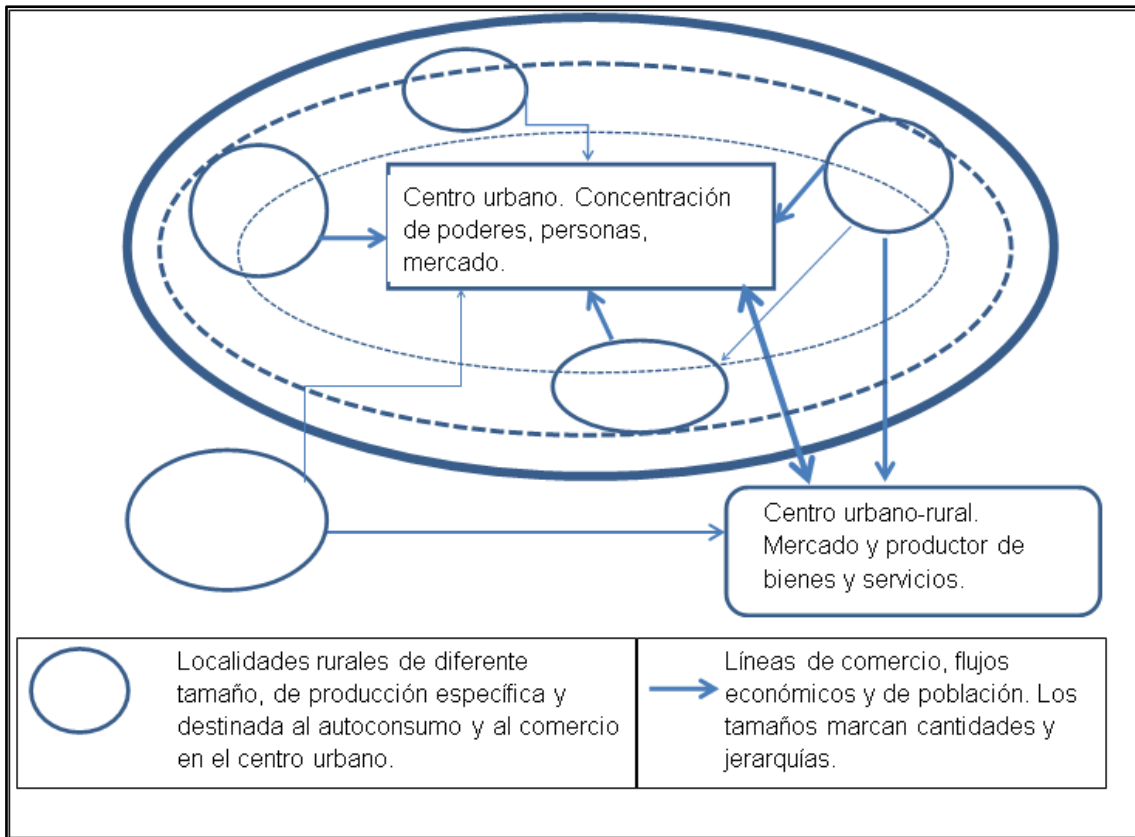 Centro urbano. Concentración
de poderes, personas,
mercado.
Centro urbano-rural.
Mercado y productor de
bienes y servicios.
Localidades rurales de diferente
tamaño, de producción específica y
destinada al autoconsumo y al comercio
en el centro urbano.
Líneas de comercio, flujos
económicos y de población. Los
tamaños marcan cantidades y
jerarquías.